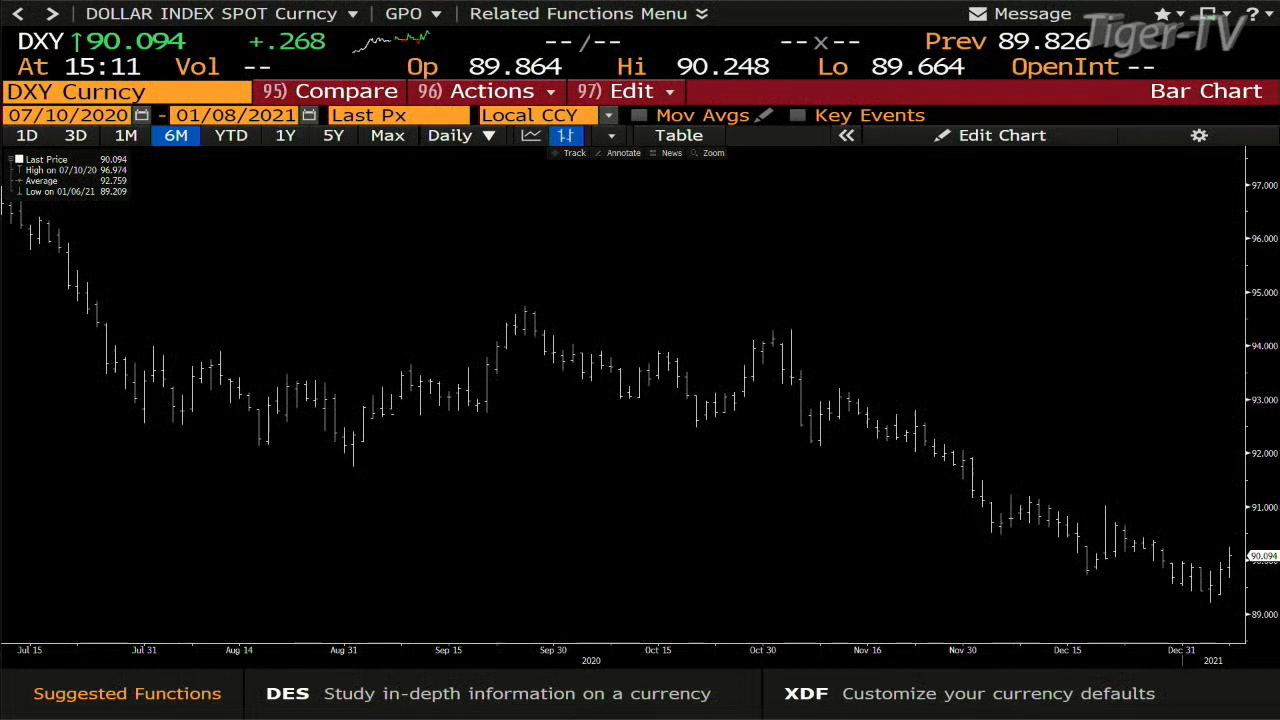 DOLLAR INDEX SPOT Curncy GPO Related Functions Menu Message ?
DXY ↑90.094 +.268 --/-- --x-- Prev 89.826 Tiger-TV
At 15:11 Vol -- Op 89.864 Hi 90.248 Lo 89.664 OpenInt --
DXY Curncy 95) Compare 96) Actions 97) Edit Bar Chart
07/10/2020 - 01/08/2021 Last Px Local CCY Mov Avgs Key Events
1D 3D 1M 6M YTD 1Y 5Y Max Daily Table Edit Chart
Track Annotate News Zoom
Last Price 90.094
High on 07/10/20 96.974
Average 92.759
Low on 01/06/21 89.209
97.000
96.000
95.000
94.000
93.000
92.000
91.000
90.094
89.000
Jul 15 Jul 31 Aug 14 Aug 31 Sep 15 Sep 30 Oct 15 Oct 30 Nov 16 Nov 30 Dec 15 Dec 31
2020 2021
Suggested Functions DES Study in-depth information on a currency XDF Customize your currency defaults